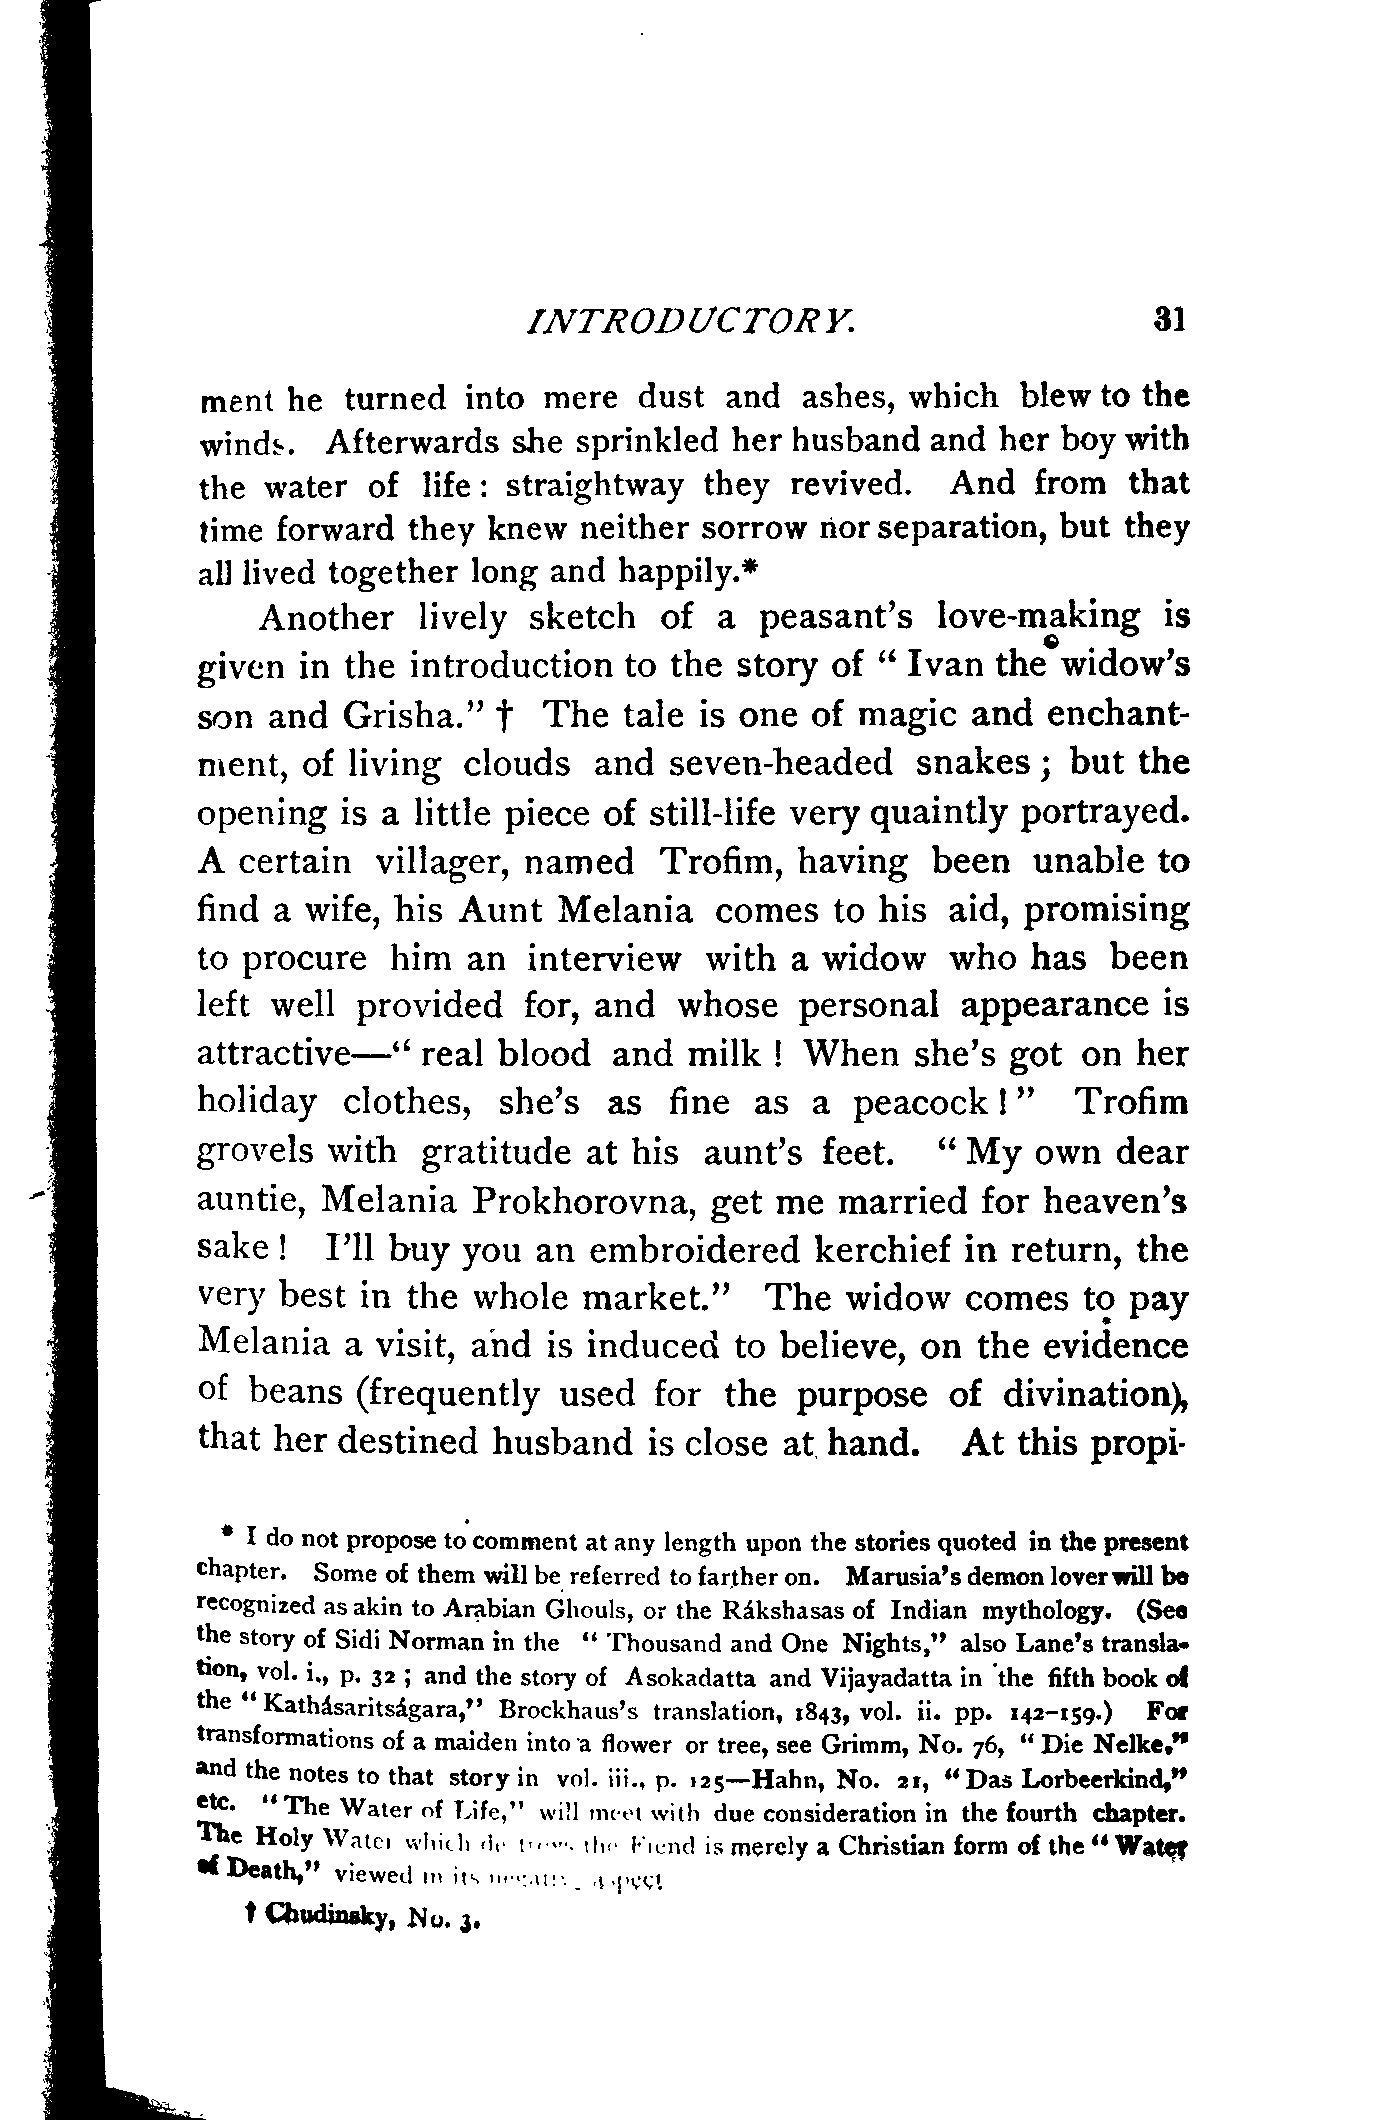 INTRODUCTORY. 31
ment he turned into mere dust and ashes, which blew to the
winds. Afterwards she sprinkled her husband and her boy with
the water of life : straightway they revived. And from that
time forward they knew neither sorrow nor separation, but they
all lived together long and happily.*
Another lively sketch of a peasant's love-making is
given in the introduction to the story of “ Ivan the widow's
son and Grisha.” † The tale is one of magic and enchant-
ment, of living clouds and seven-headed snakes ; but the
opening is a little piece of still-life very quaintly portrayed.
A certain villager, named Trofim, having been unable to
find a wife, his Aunt Melania comes to his aid, promising
to procure him an interview with a widow who has been
left well provided for, and whose personal appearance is
attractive—“ real blood and milk ! When she's got on her
holiday clothes, she's as fine as a peacock ! ” Trofim
grovels with gratitude at his aunt's feet. “ My own dear
auntie, Melania Prokhorovna, get me married for heaven's
sake ! I'll buy you an embroidered kerchief in return, the
very best in the whole market.” The widow comes to pay
Melania a visit, and is induced to believe, on the evidence
of beans (frequently used for the purpose of divination),
that her destined husband is close at hand. At this propi-
* I do not propose to comment at any length upon the stories quoted in the present
chapter. Some of them will be referred to farther on. Marusia's demon lover will be
recognized as akin to Arabian Ghouls, or the Rákshasas of Indian mythology. (See
the story of Sidi Norman in the “ Thousand and One Nights,” also Lane's transla-
tion, vol. i., p. 32 ; and the story of Asokadatta and Vijayadatta in the fifth book of
the “ Kathásaritságara,” Brockhaus's translation, 1843, vol. ii. pp. 142-159.) For
transformations of a maiden into a flower or tree, see Grimm, No. 76, “ Die Nelke,”
and the notes to that story in vol. iii., p. 125—Hahn, No. 21, “ Das Lorbeerkind,”
etc. “ The Water of Life,” will meet with due consideration in the fourth chapter.
The Holy Water which the Fiend is merely a Christian form of the “ Water
of Death,” viewed in its aspect
† Chudinsky, No. 3.